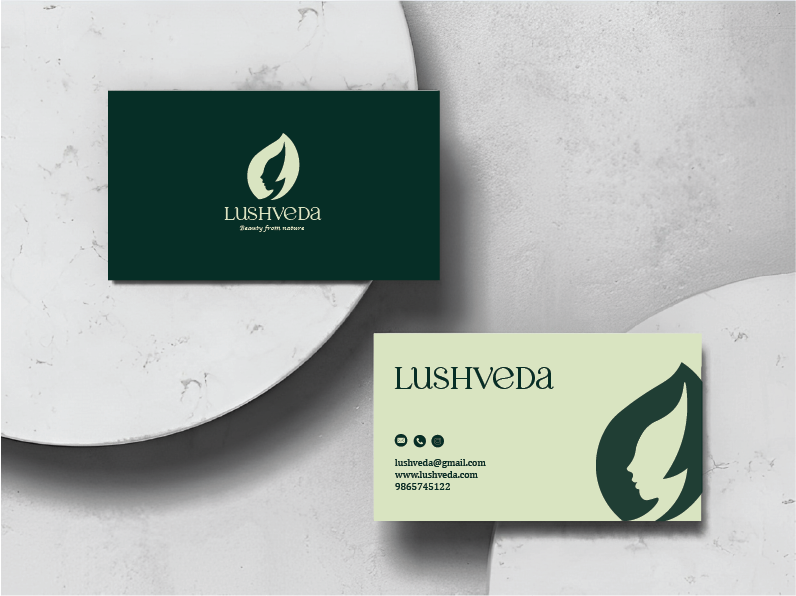 LUSHVEDA
Beauty from nature
LUSHVEDA
lushveda@gmail.com
www.lushveda.com
9865745122